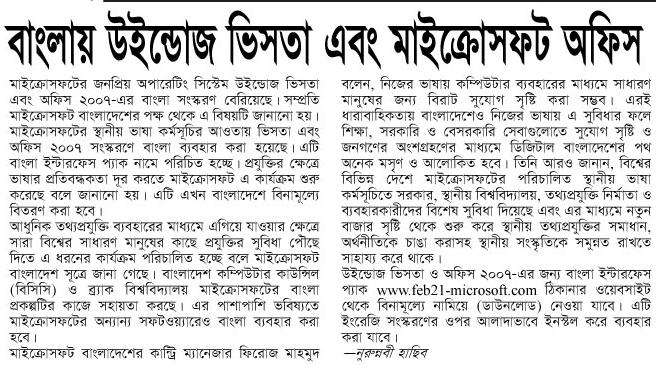 বাংলায় উইন্ডোজ ভিসতা এবং মাইক্রোসফট অফিস
মাইক্রোসফটের জনপ্রিয় অপারেটিং সিস্টেম উইন্ডোজ ভিসতা
এবং অফিস ২০০৭-এর বাংলা সংস্করণ বেরিয়েছে। সম্প্রতি
মাইক্রোসফট বাংলাদেশের পক্ষ থেকে এ বিষয়টি জানানো হয়।
মাইক্রোসফটের স্থানীয় ভাষা কর্মসূচির আওতায় ভিসতা এবং
অফিস ২০০৭ সংস্করণে বাংলা ব্যবহার করা হয়েছে। এটি
বাংলা ইন্টারফেস প্যাক নামে পরিচিত হচ্ছে। প্রযুক্তির ক্ষেত্রে
ভাষার প্রতিবন্ধকতা দূর করতে মাইক্রোসফট এ কার্যক্রম শুরু
করেছে বলে জানানো হয়। এটি এখন বাংলাদেশে বিনামূল্যে
বিতরণ করা হবে।
আধুনিক তথ্যপ্রযুক্তি ব্যবহারের মাধ্যমে এগিয়ে যাওয়ার ক্ষেত্রে
সারা বিশ্বের সাধারণ মানুষের কাছে প্রযুক্তির সুবিধা পৌছে
দিতে এ ধরনের কার্যক্রম পরিচালিত হচ্ছে বলে মাইক্রোসফট
বাংলাদেশ সূত্রে জানা গেছে। বাংলাদেশ কম্পিউটার কাউন্সিল
(বিসিসি) ও ব্র্যাক বিশ্ববিদ্যালয় মাইক্রোসফটের বাংলা
প্রকল্পটির কাজে সহায়তা করছে। এর পাশাপাশি ভবিষ্যতে
মাইক্রোসফটের অন্যান্য সফটওয়্যারেও বাংলা ব্যবহার করা
হবে।
মাইক্রোসফট বাংলাদেশের কান্ট্রি ম্যানেজার ফিরোজ মাহমুদ
বলেন, নিজের ভাষায় কম্পিউটার ব্যবহারের মাধ্যমে সাধারণ
মানুষের জন্য বিরাট সুযোগ সৃষ্টি করা সম্ভব। এরই
ধারাবাহিকতায় বাংলাদেশেও নিজের ভাষায় এ সুবিধার ফলে
শিক্ষা, সরকারি ও বেসরকারি সেবাগুলোতে সুযোগ সৃষ্টি ও
জনগণের অংশগ্রহণের মাধ্যমে ডিজিটাল বাংলাদেশের পথ
অনেক মসৃণ ও আলোকিত হবে। তিনি আরও জানান, বিশ্বের
বিভিন্ন দেশে মাইক্রোসফটের পরিচালিত স্থানীয় ভাষা
কর্মসূচিতে সরকার, স্থানীয় বিশ্ববিদ্যালয়, তথ্যপ্রযুক্তি নির্মাতা ও
ব্যবহারকারীদের বিশেষ সুবিধা দিয়েছে এবং এর মাধ্যমে নতুন
বাজার সৃষ্টি থেকে শুরু করে স্থানীয় তথ্যপ্রযুক্তির সমাধান,
অর্থনীতিকে চাঙা করাসহ স্থানীয় সংস্কৃতিকে সমুন্নত রাখতে
সাহায্য করে থাকে।
উইন্ডোজ ভিসতা ও অফিস ২০০৭-এর জন্য বাংলা ইন্টারফেস
প্যাক www.feb21-microsoft.com ঠিকানার ওয়েবসাইট
থেকে বিনামূল্যে নামিয়ে (ডাউনলোড) নেওয়া যাবে। এটি
ইংরেজি সংস্করণের ওপর আলাদাভাবে ইনস্টল করে ব্যবহার
করা যাবে।
—নুরুন্নবী হাছিব